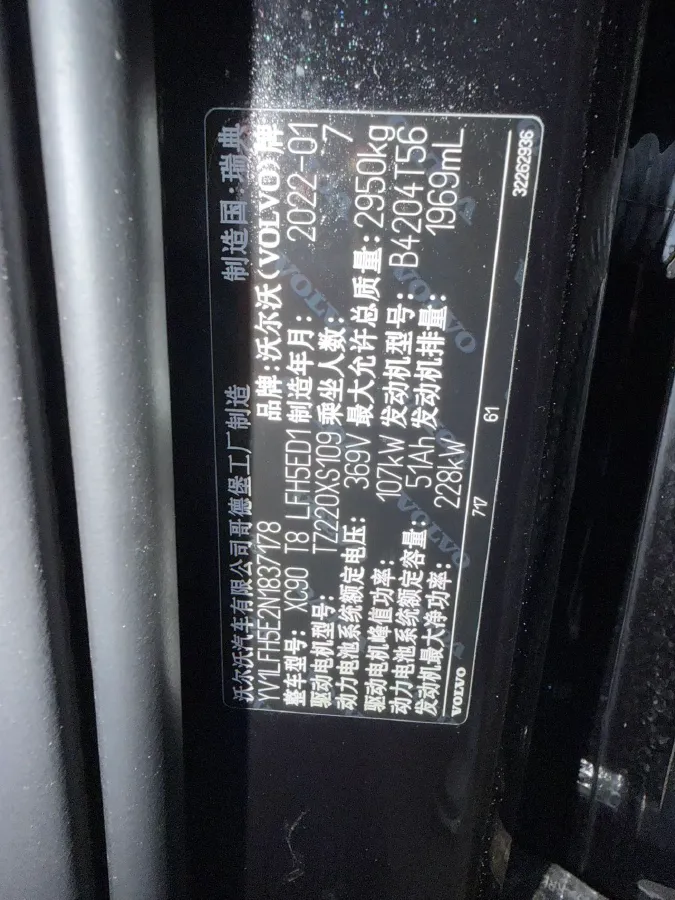 沃尔沃汽车有限公司哥德堡工厂制造 制造国:瑞典
YV1LFH5E2N1837178 品牌:沃尔沃(VOLVO)牌
整车型号: XC90 T8 LFH5ED1 制造年月: 2022-01
驱动电机型号: TZ220XS109 乘坐人数: 7
动力电池系统额定电压: 369V 最大允许总质量: 2950kg
驱动电机峰值功率: 107kW 发动机型号: B4204T56
动力电池系统额定容量: 51Ah 发动机排量: 1969mL
发动机最大净功率: 228kW
VOLVO 717 61 32262936